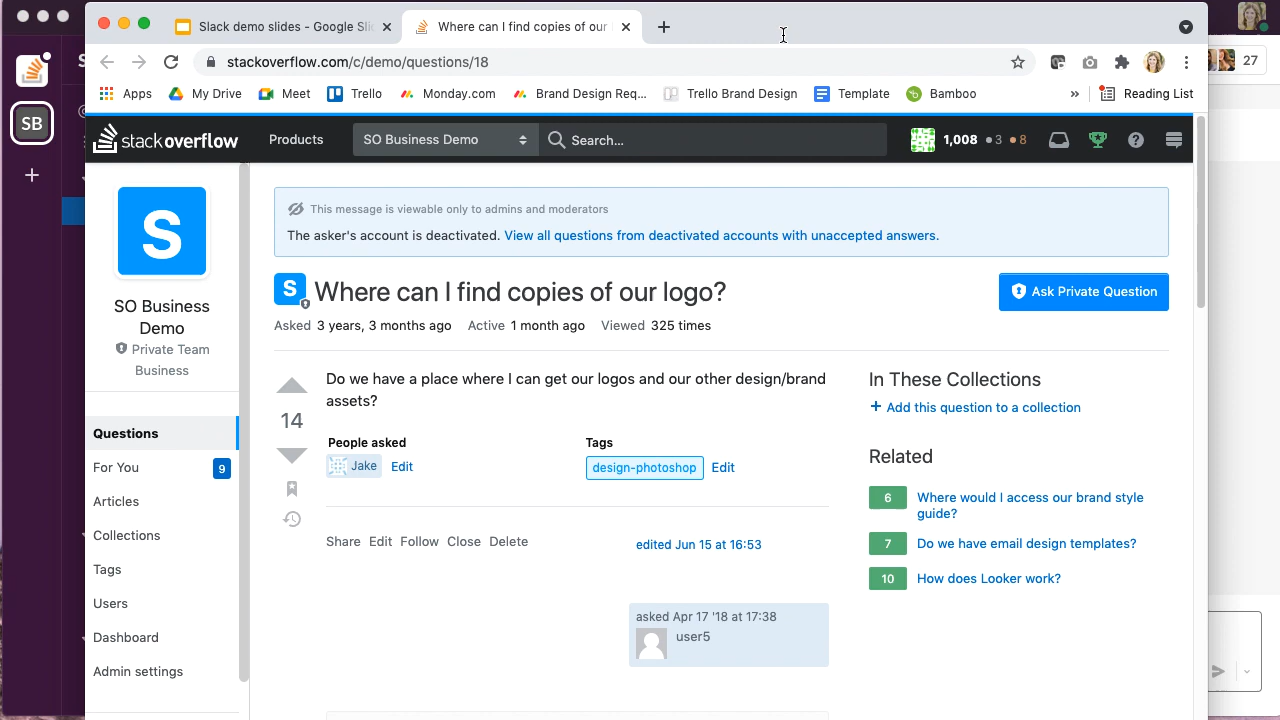 Slack demo slides - Google Sli
Where can I find copies of our
stackoverflow.com/c/demo/questions/18
27
Apps
My Drive
Meet
Trello
Monday.com
Brand Design Req...
Trello Brand Design
Template
Bamboo
»
Reading List
SB
stackoverflow
Products
SO Business Demo
Search...
1,008
3
8
This message is viewable only to admins and moderators
The asker's account is deactivated. View all questions from deactivated accounts with unaccepted answers.
S
SO Business
Demo
Private Team
Business
S
Where can I find copies of our logo?
Ask Private Question
Asked 3 years, 3 months ago Active 1 month ago Viewed 325 times
Questions
For You
9
Articles
Collections
Tags
Users
Dashboard
Admin settings
14
Do we have a place where I can get our logos and our other design/brand
assets?
People asked
Jake
Edit
Tags
design-photoshop
Edit
Share Edit Follow Close Delete
edited Jun 15 at 16:53
asked Apr 17 '18 at 17:38
user5
In These Collections
+ Add this question to a collection
Related
6
Where would I access our brand style
guide?
7
Do we have email design templates?
10
How does Looker work?